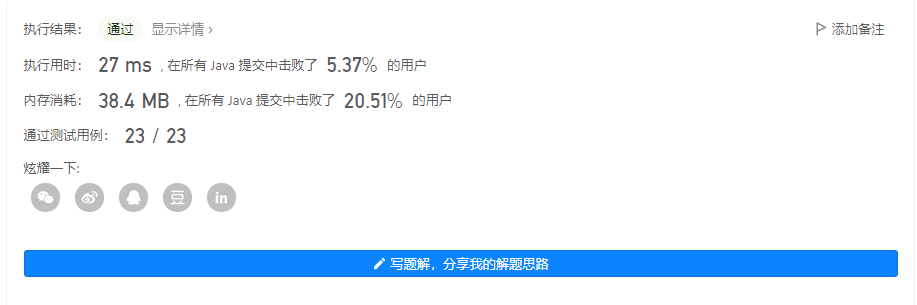 执行结果： 通过 显示详情 › 添加备注
执行用时： 27 ms , 在所有 Java 提交中击败了 5.37% 的用户
内存消耗： 38.4 MB , 在所有 Java 提交中击败了 20.51% 的用户
通过测试用例： 23 / 23
炫耀一下:
豆 in
写题解，分享我的解题思路